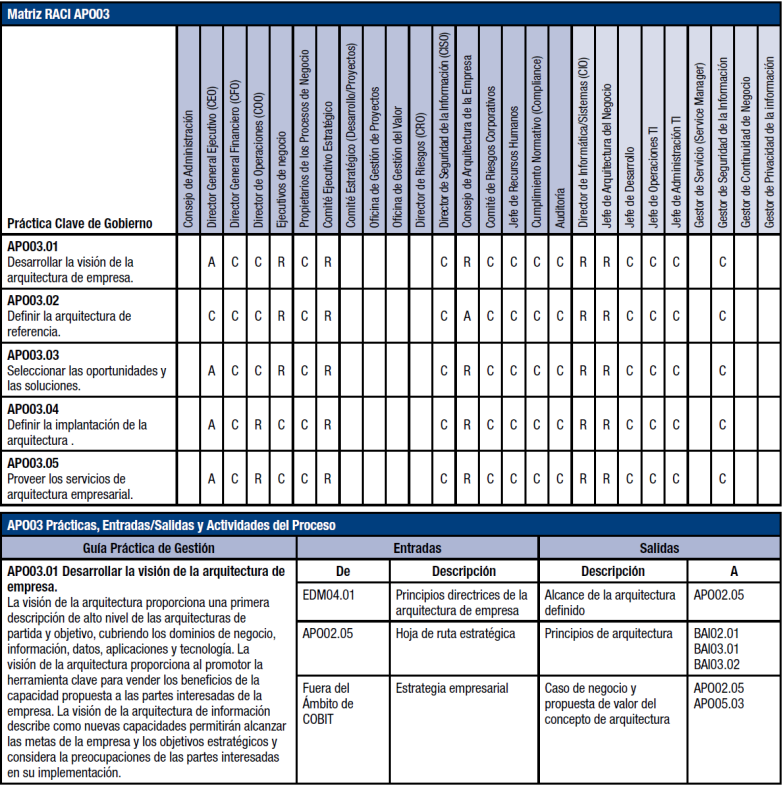 Matriz RACI APO03
Práctica Clave de Gobierno
Consejo de Administración
Director General Ejecutivo (CEO)
Director General Financiero (CFO)
Director de Operaciones (COO)
Ejecutivos de negocio
Propietarios de los Procesos de Negocio
Comité Ejecutivo Estratégico
Comité Estratégico (Desarrollo/Proyectos)
Oficina de Gestión de Proyectos
Oficina de Gestión del Valor
Director de Riesgos (CRO)
Director de Seguridad de la Información (CISO)
Consejo de Arquitectura de la Empresa
Comité de Riesgos Corporativos
Jefe de Recursos Humanos
Cumplimiento Normativo (Compliance)
Auditoria
Director de Informática/Sistemas (CIO)
Jefe de Arquitectura del Negocio
Jefe de Desarrollo
Jefe de Operaciones TI
Jefe de Administración TI
Gestor de Servicio (Service Manager)
Gestor de Seguridad de la Información
Gestor de Continuidad de Negocio
Gestor de Privacidad de la información
APO03.01
Desarrollar la visión de la
arquitectura de empresa.
A C C R C R C R C C C C R R C C C C
APO03.02
Definir la arquitectura de
referencia.
C C C R C R C A C C C C R R C C C C
APO03.03
Seleccionar las oportunidades y
las soluciones.
A C C R C R C R C C C C R R C C C C
APO03.04
Definir la implantación de la
arquitectura .
A C R C C R C R C C C C R R C C C C
APO03.05
Proveer los servicios de
arquitectura empresarial.
A C R C C R C R C C C C R R C C C C
APO03 Prácticas, Entradas/Salidas y Actividades del Proceso
Guía Práctica de Gestión
Entradas
Salidas
APO03.01 Desarrollar la visión de la arquitectura de
empresa.
La visión de la arquitectura proporciona una primera
descripción de alto nivel de las arquitecturas de
partida y objetivo, cubriendo los dominios de negocio,
información, datos, aplicaciones y tecnología. La
visión de la arquitectura proporciona al promotor la
herramienta clave para vender los beneficios de la
capacidad propuesta a las partes interesadas de la
empresa. La visión de la arquitectura de información
describe como nuevas capacidades permitirán alcanzar
las metas de la empresa y los objetivos estratégicos y
considera la preocupaciones de las partes interesadas
en su implementación.
De
Descripción
Descripción
A
EDM04.01
Principios directrices de la
arquitectura de empresa
Alcance de la arquitectura
definido
APO02.05
APO02.05
Hoja de ruta estratégica
Principios de arquitectura
BAI02.01
BAI03.01
BAI03.02
Fuera del
Ámbito de
COBIT
Estrategia empresarial
Caso de negocio y
propuesta de valor del
concepto de arquitectura
APO02.05
APO05.03